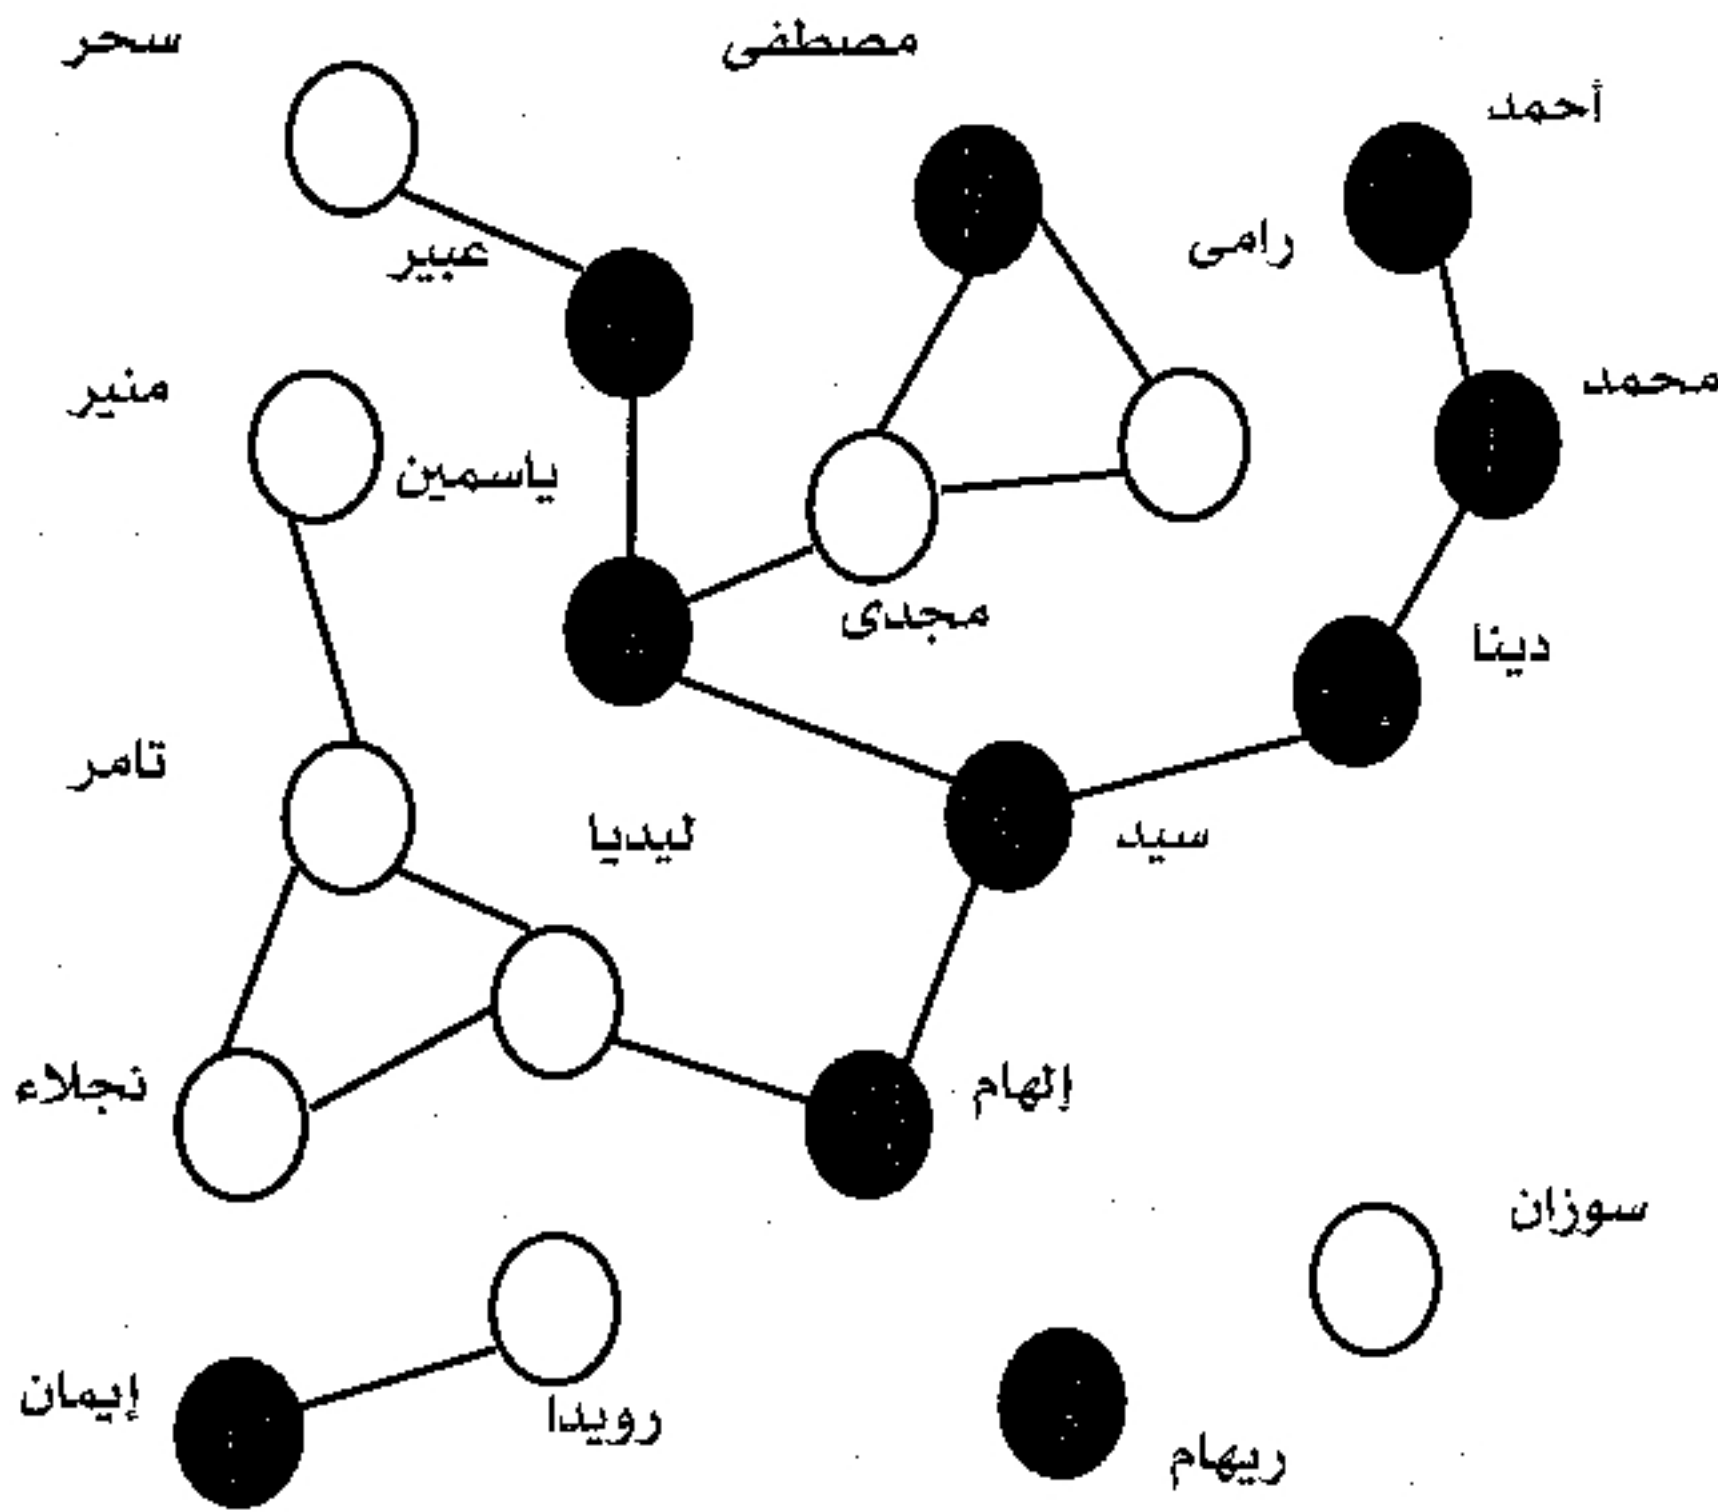 سحر
مصطفى
أحمد
رامى
عبير
محمد
منير
ياسمين
مجدى
دينا
تامر
ليديا
سيد
نجلاء
إلهام
سوزان
إيمان
رويدا
ريهام